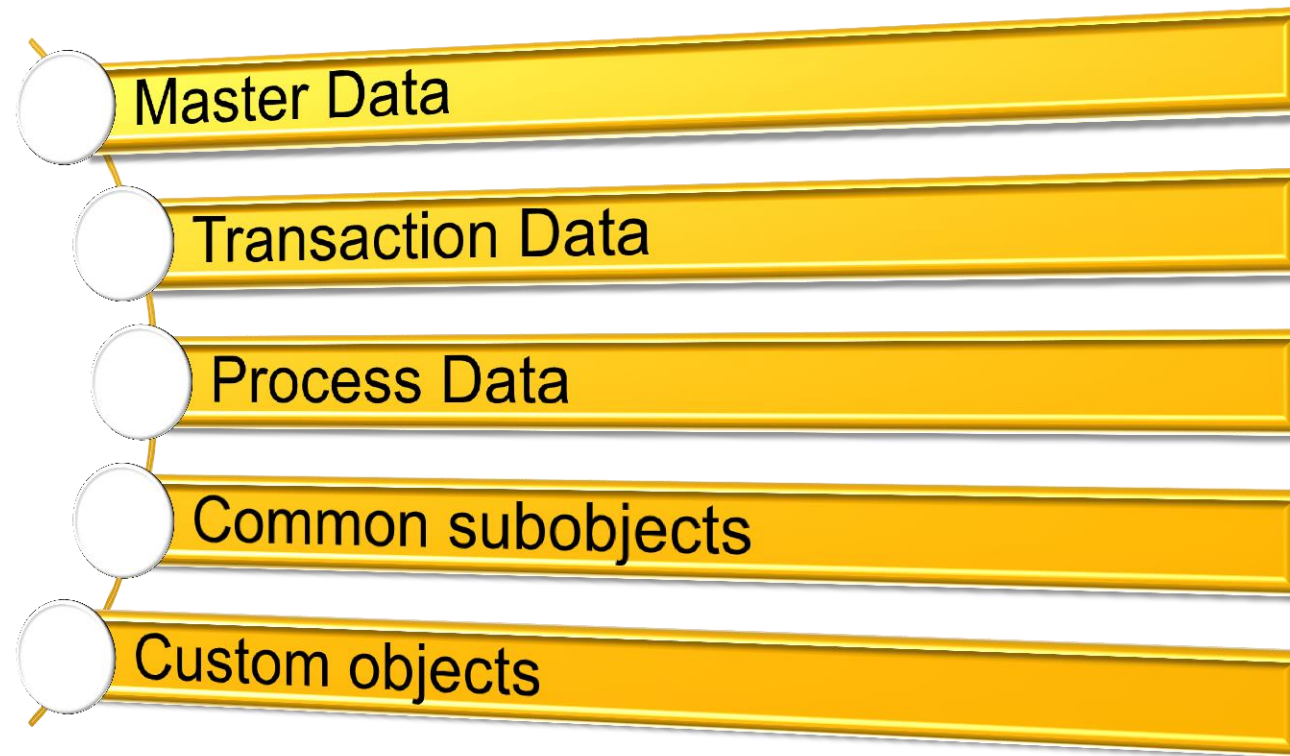 Master Data
Transaction Data
Process Data
Common subobjects
Custom objects